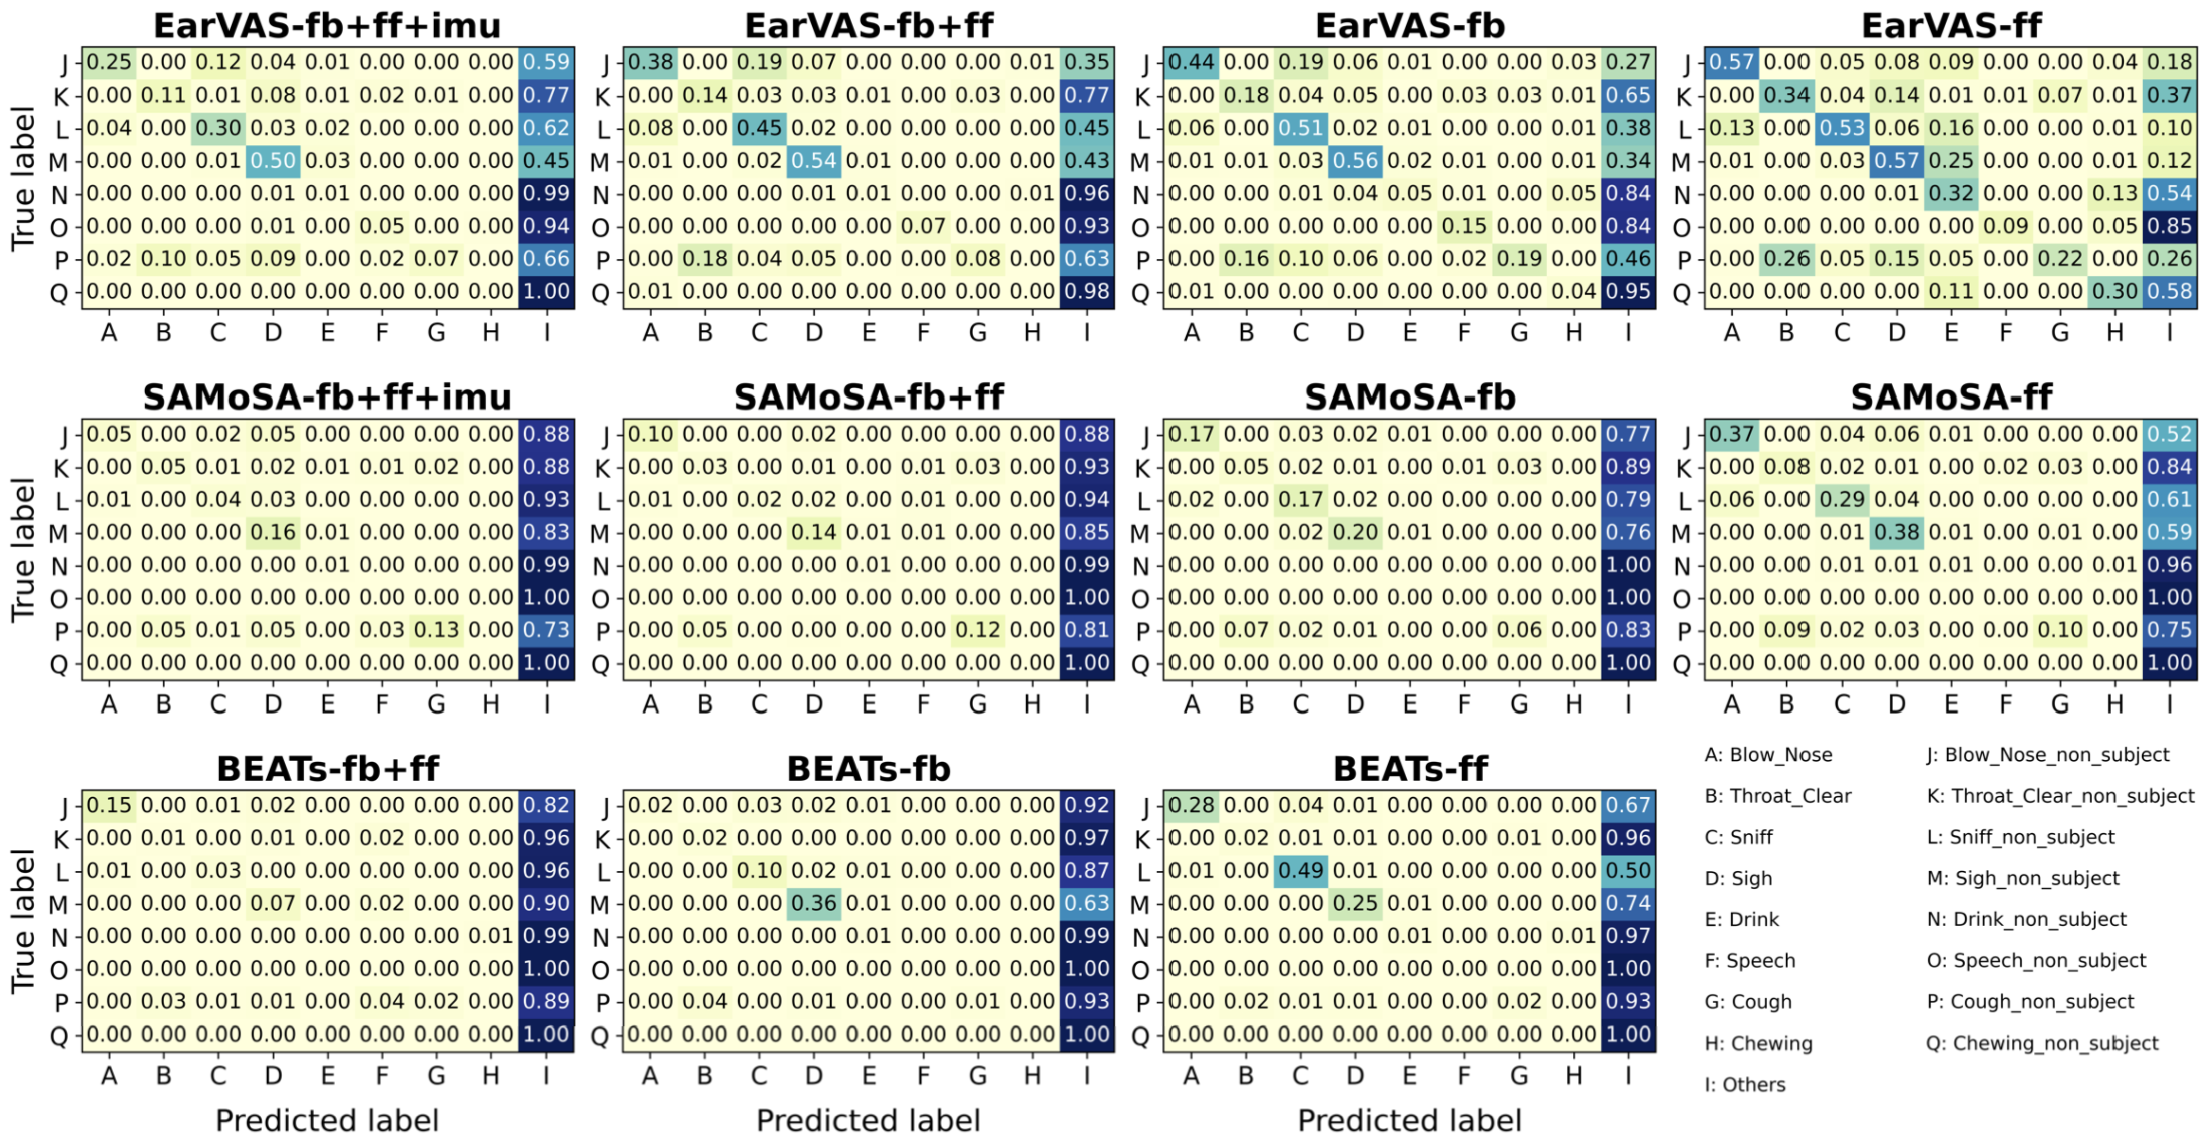 EarVAS-fb+ff+imu
J 0.25 0.00 0.12 0.04 0.01 0.00 0.00 0.00 0.59
K 0.00 0.11 0.01 0.08 0.01 0.02 0.01 0.00 0.77
L 0.04 0.00 0.30 0.03 0.02 0.00 0.00 0.00 0.62
M 0.00 0.00 0.01 0.50 0.03 0.00 0.00 0.00 0.45
N 0.00 0.00 0.00 0.01 0.01 0.00 0.00 0.00 0.99
O 0.00 0.00 0.00 0.01 0.00 0.05 0.00 0.00 0.94
P 0.02 0.10 0.05 0.09 0.00 0.02 0.07 0.00 0.66
Q 0.00 0.00 0.00 0.00 0.00 0.00 0.00 0.00 1.00
A B C D E F G H I
True label
EarVAS-fb+ff
J 0.38 0.00 0.19 0.07 0.00 0.00 0.00 0.01 0.35
K 0.00 0.14 0.03 0.03 0.01 0.00 0.03 0.00 0.77
L 0.08 0.00 0.45 0.02 0.00 0.00 0.00 0.00 0.45
M 0.01 0.00 0.02 0.54 0.01 0.00 0.00 0.00 0.43
N 0.00 0.00 0.00 0.01 0.01 0.00 0.00 0.01 0.96
O 0.00 0.00 0.00 0.00 0.00 0.07 0.00 0.00 0.93
P 0.00 0.18 0.04 0.05 0.00 0.00 0.08 0.00 0.63
Q 0.01 0.00 0.00 0.00 0.00 0.00 0.00 0.00 0.98
A B C D E F G H I
EarVAS-fb
J 0.44 0.00 0.19 0.06 0.01 0.00 0.00 0.03 0.27
K 0.00 0.18 0.04 0.05 0.00 0.03 0.03 0.01 0.65
L 0.06 0.00 0.51 0.02 0.01 0.00 0.00 0.01 0.38
M 0.01 0.01 0.03 0.56 0.02 0.01 0.00 0.01 0.34
N 0.00 0.00 0.01 0.04 0.05 0.01 0.00 0.05 0.84
O 0.00 0.00 0.00 0.00 0.00 0.15 0.00 0.00 0.84
P 0.00 0.16 0.10 0.06 0.00 0.02 0.19 0.00 0.46
Q 0.01 0.00 0.00 0.00 0.00 0.00 0.00 0.04 0.95
A B C D E F G H I
EarVAS-ff
J 0.57 0.00 0.05 0.08 0.09 0.00 0.00 0.04 0.18
K 0.00 0.34 0.04 0.14 0.01 0.01 0.07 0.01 0.37
L 0.13 0.00 0.53 0.06 0.16 0.00 0.00 0.01 0.10
M 0.01 0.00 0.03 0.57 0.25 0.00 0.00 0.01 0.12
N 0.00 0.00 0.00 0.01 0.32 0.00 0.00 0.13 0.54
O 0.00 0.00 0.00 0.00 0.00 0.09 0.00 0.05 0.85
P 0.00 0.26 0.05 0.15 0.05 0.00 0.22 0.00 0.26
Q 0.00 0.00 0.00 0.00 0.11 0.00 0.00 0.30 0.58
A B C D E F G H I
SAMoSA-fb+ff+imu
J 0.05 0.00 0.02 0.05 0.00 0.00 0.00 0.00 0.88
K 0.00 0.05 0.01 0.02 0.01 0.01 0.02 0.00 0.88
L 0.01 0.00 0.04 0.03 0.00 0.00 0.00 0.00 0.93
M 0.00 0.00 0.00 0.16 0.01 0.00 0.00 0.00 0.83
N 0.00 0.00 0.00 0.00 0.01 0.00 0.00 0.00 0.99
O 0.00 0.00 0.00 0.00 0.00 0.00 0.00 0.00 1.00
P 0.00 0.05 0.01 0.05 0.00 0.03 0.13 0.00 0.73
Q 0.00 0.00 0.00 0.00 0.00 0.00 0.00 0.00 1.00
A B C D E F G H I
True label
SAMoSA-fb+ff
J 0.10 0.00 0.00 0.02 0.00 0.00 0.00 0.00 0.88
K 0.00 0.03 0.00 0.01 0.00 0.01 0.03 0.00 0.93
L 0.01 0.00 0.02 0.02 0.00 0.01 0.00 0.00 0.94
M 0.00 0.00 0.00 0.14 0.01 0.01 0.00 0.00 0.85
N 0.00 0.00 0.00 0.00 0.01 0.00 0.00 0.00 0.99
O 0.00 0.00 0.00 0.00 0.00 0.00 0.00 0.00 1.00
P 0.00 0.05 0.00 0.00 0.00 0.00 0.12 0.00 0.81
Q 0.00 0.00 0.00 0.00 0.00 0.00 0.00 0.00 1.00
A B C D E F G H I
SAMoSA-fb
J 0.17 0.00 0.03 0.02 0.01 0.00 0.00 0.00 0.77
K 0.00 0.05 0.02 0.01 0.00 0.01 0.03 0.00 0.89
L 0.02 0.00 0.17 0.02 0.00 0.00 0.00 0.00 0.79
M 0.00 0.00 0.02 0.20 0.01 0.00 0.00 0.00 0.76
N 0.00 0.00 0.00 0.00 0.00 0.00 0.00 0.00 1.00
O 0.00 0.00 0.00 0.00 0.00 0.00 0.00 0.00 1.00
P 0.00 0.07 0.02 0.01 0.00 0.00 0.06 0.00 0.83
Q 0.00 0.00 0.00 0.00 0.00 0.00 0.00 0.00 1.00
A B C D E F G H I
SAMoSA-ff
J 0.37 0.00 0.04 0.06 0.01 0.00 0.00 0.00 0.52
K 0.00 0.08 0.02 0.01 0.00 0.02 0.03 0.00 0.84
L 0.06 0.00 0.29 0.04 0.00 0.00 0.00 0.00 0.61
M 0.00 0.00 0.01 0.38 0.01 0.00 0.01 0.00 0.59
N 0.00 0.00 0.01 0.01 0.01 0.00 0.00 0.01 0.96
O 0.00 0.00 0.00 0.00 0.00 0.00 0.00 0.00 1.00
P 0.00 0.09 0.02 0.03 0.00 0.00 0.10 0.00 0.75
Q 0.00 0.00 0.00 0.00 0.00 0.00 0.00 0.00 1.00
A B C D E F G H I
BEATs-fb+ff
J 0.15 0.00 0.01 0.02 0.00 0.00 0.00 0.00 0.82
K 0.00 0.01 0.00 0.01 0.00 0.02 0.00 0.00 0.96
L 0.01 0.00 0.03 0.00 0.00 0.00 0.00 0.00 0.96
M 0.00 0.00 0.00 0.07 0.00 0.02 0.00 0.00 0.90
N 0.00 0.00 0.00 0.00 0.00 0.00 0.00 0.01 0.99
O 0.00 0.00 0.00 0.00 0.00 0.00 0.00 0.00 1.00
P 0.00 0.03 0.01 0.01 0.00 0.04 0.02 0.00 0.89
Q 0.00 0.00 0.00 0.00 0.00 0.00 0.00 0.00 1.00
A B C D E F G H I
True label
Predicted label
BEATs-fb
J 0.02 0.00 0.03 0.02 0.01 0.00 0.00 0.00 0.92
K 0.00 0.02 0.00 0.00 0.00 0.00 0.00 0.00 0.97
L 0.00 0.00 0.10 0.02 0.01 0.00 0.00 0.00 0.87
M 0.00 0.00 0.00 0.36 0.01 0.00 0.00 0.00 0.63
N 0.00 0.00 0.00 0.00 0.01 0.00 0.00 0.00 0.99
O 0.00 0.00 0.00 0.00 0.00 0.00 0.00 0.00 1.00
P 0.00 0.04 0.00 0.01 0.00 0.00 0.01 0.00 0.93
Q 0.00 0.00 0.00 0.00 0.00 0.00 0.00 0.00 1.00
A B C D E F G H I
Predicted label
BEATs-ff
J 0.28 0.00 0.04 0.01 0.00 0.00 0.00 0.00 0.67
K 0.00 0.02 0.01 0.01 0.00 0.00 0.01 0.00 0.96
L 0.01 0.00 0.49 0.01 0.00 0.00 0.00 0.00 0.50
M 0.00 0.00 0.00 0.25 0.01 0.00 0.00 0.00 0.74
N 0.00 0.00 0.00 0.00 0.01 0.00 0.00 0.01 0.97
O 0.00 0.00 0.00 0.00 0.00 0.00 0.00 0.00 1.00
P 0.00 0.02 0.01 0.01 0.00 0.00 0.02 0.00 0.93
Q 0.00 0.00 0.00 0.00 0.00 0.00 0.00 0.00 1.00
A B C D E F G H I
Predicted label
A: Blow_Nose
B: Throat_Clear
C: Sniff
D: Sigh
E: Drink
F: Speech
G: Cough
H: Chewing
I: Others
J: Blow_Nose_non_subject
K: Throat_Clear_non_subject
L: Sniff_non_subject
M: Sigh_non_subject
N: Drink_non_subject
O: Speech_non_subject
P: Cough_non_subject
Q: Chewing_non_subject